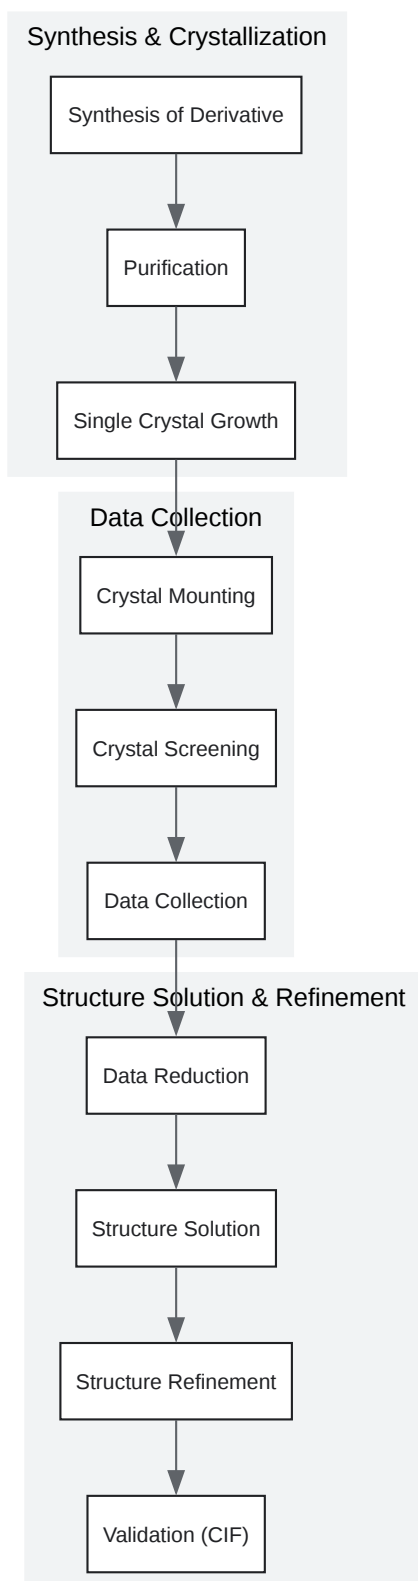 Synthesis & Crystallization
Synthesis of Derivative
Purification
Single Crystal Growth
Data Collection
Crystal Mounting
Crystal Screening
Data Collection
Structure Solution & Refinement
Data Reduction
Structure Solution
Structure Refinement
Validation (CIF)